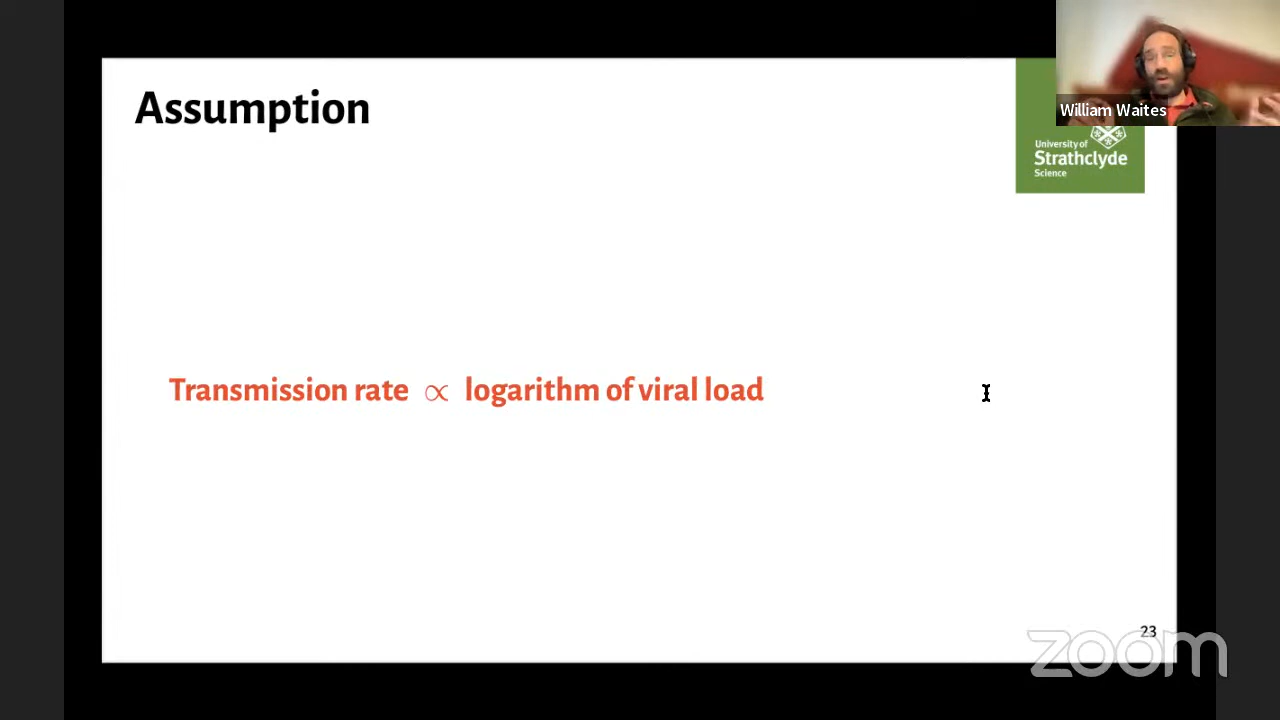 Assumption
William Waites
University of
Strathclyde
Science
Transmission rate ∝ logarithm of viral load
23
zoom